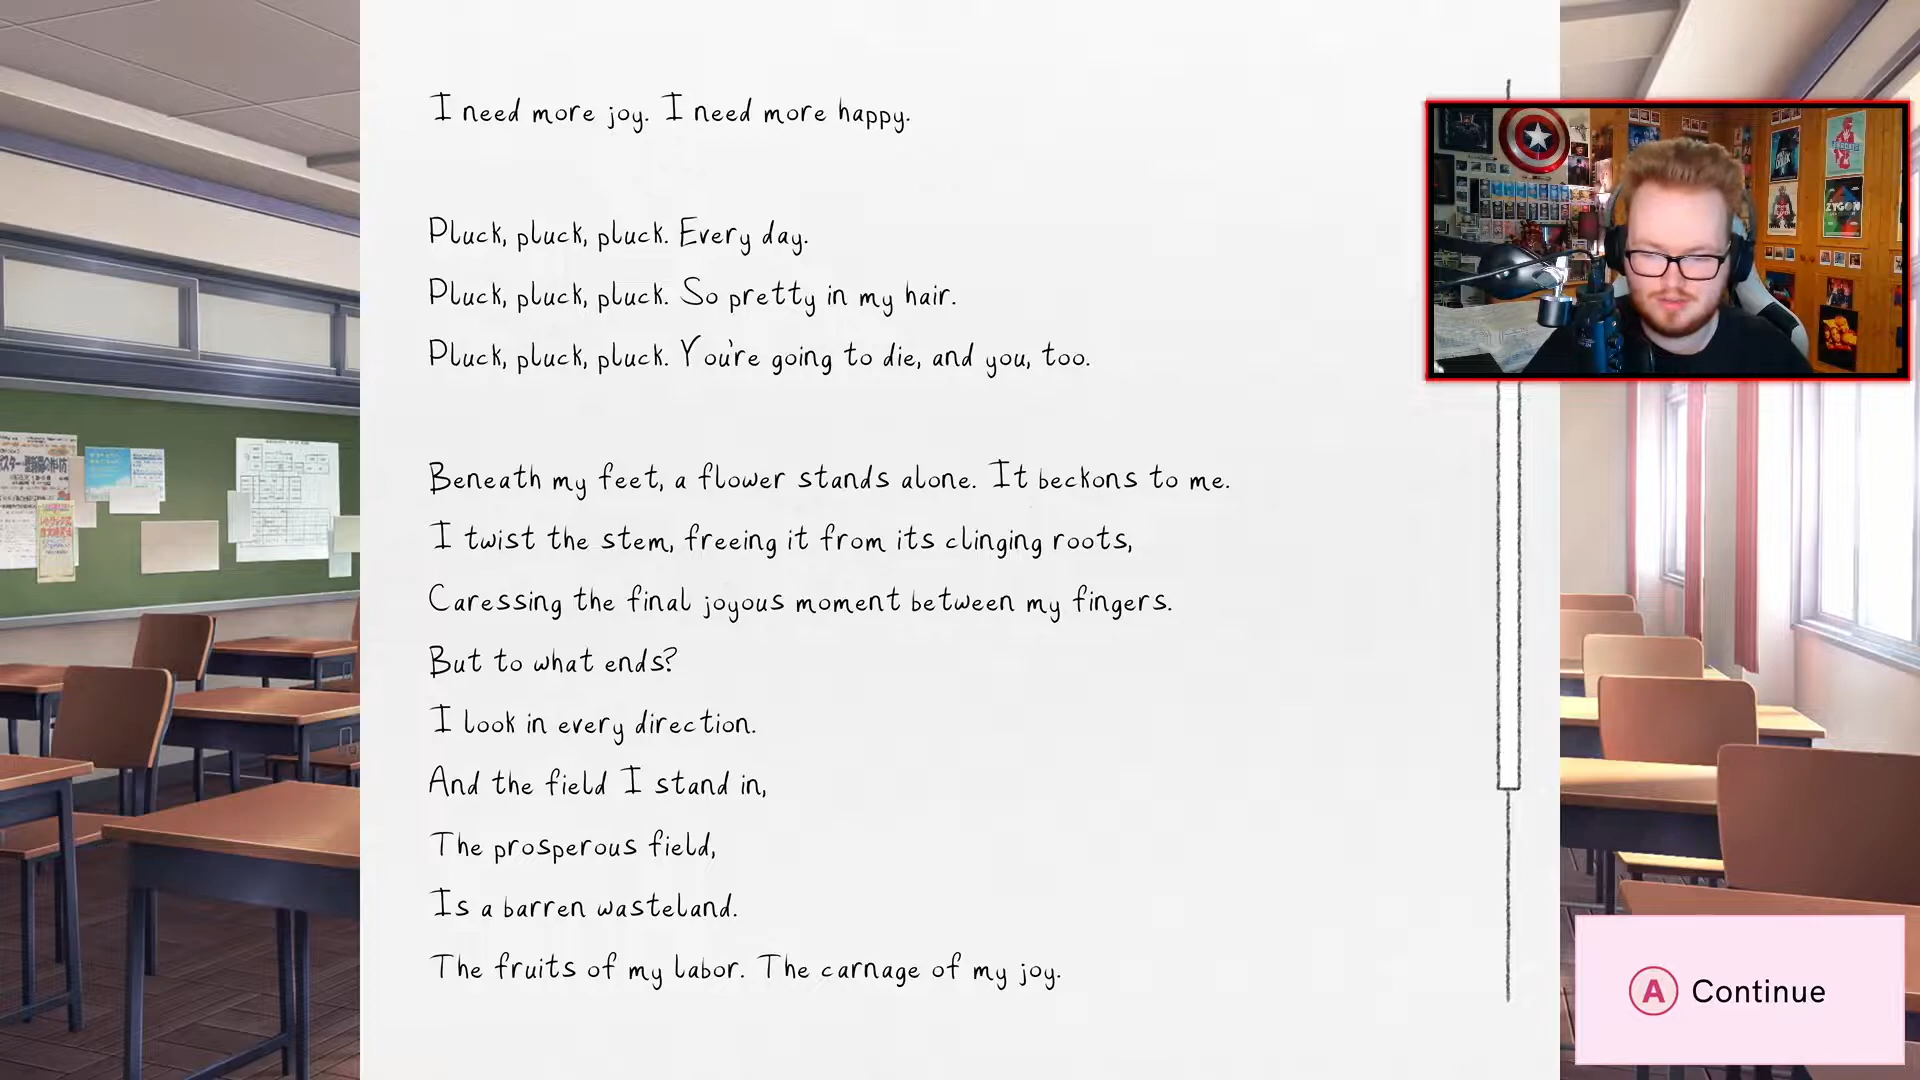 I need more joy. I need more happy.
Pluck, pluck, pluck. Every day.
Pluck, pluck, pluck. So pretty in my hair.
Pluck, pluck, pluck. You're going to die, and you, too.
Beneath my feet, a flower stands alone. It beckons to me.
I twist the stem, freeing it from its clinging roots,
Caressing the final joyous moment between my fingers.
But to what ends?
I look in every direction.
And the field I stand in,
The prosperous field,
Is a barren wasteland.
The fruits of my labor. The carnage of my joy.
ZYGON
A Continue